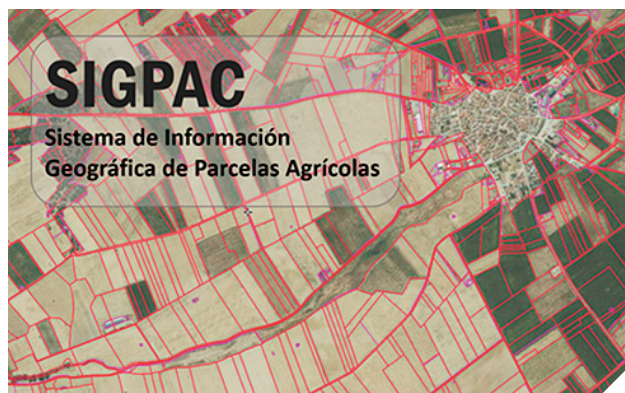 SIGPAC
Sistema de Información
Geográfica de Parcelas Agrícolas